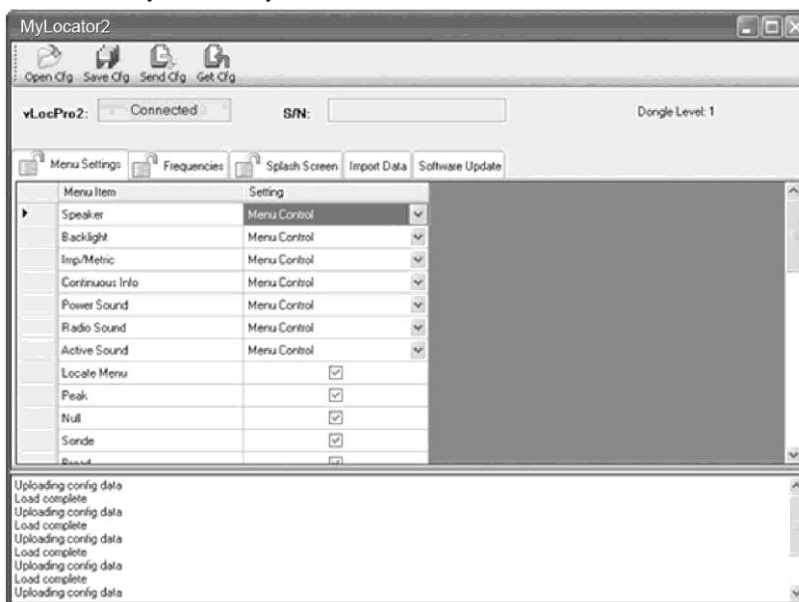 MyLocator2
Open Cfg Save Cfg Send Cfg Get Cfg
vLocPro2: Connected S/N: Dongle Level: 1
Menu Settings Frequencies Splash Screen Import Data Software Update
Menu Item Setting
Speaker Menu Control
Backlight Menu Control
Imp/Metric Menu Control
Continuous Info Menu Control
Power Sound Menu Control
Radio Sound Menu Control
Active Sound Menu Control
Locate Menu
Peak
Null
Sonde
Uploading config data
Load complete
Uploading config data
Load complete
Uploading config data
Load complete
Uploading config data
Load complete
Uploading config data